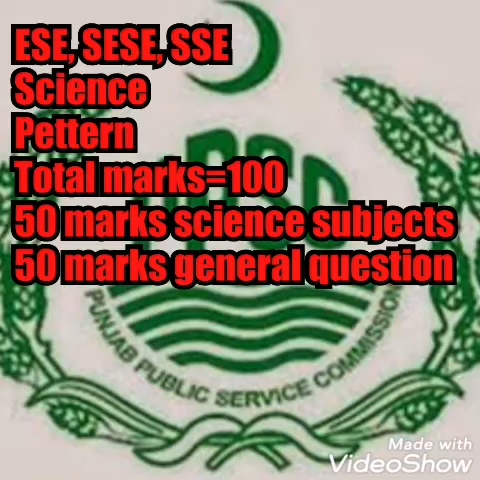 ESE, SESE, SSE
Science
Pettern
Total marks=100
50 marks science subjects
50 marks general question
PUNJAB PUBLIC SERVICE COMMISSION
Made with
VideoShow